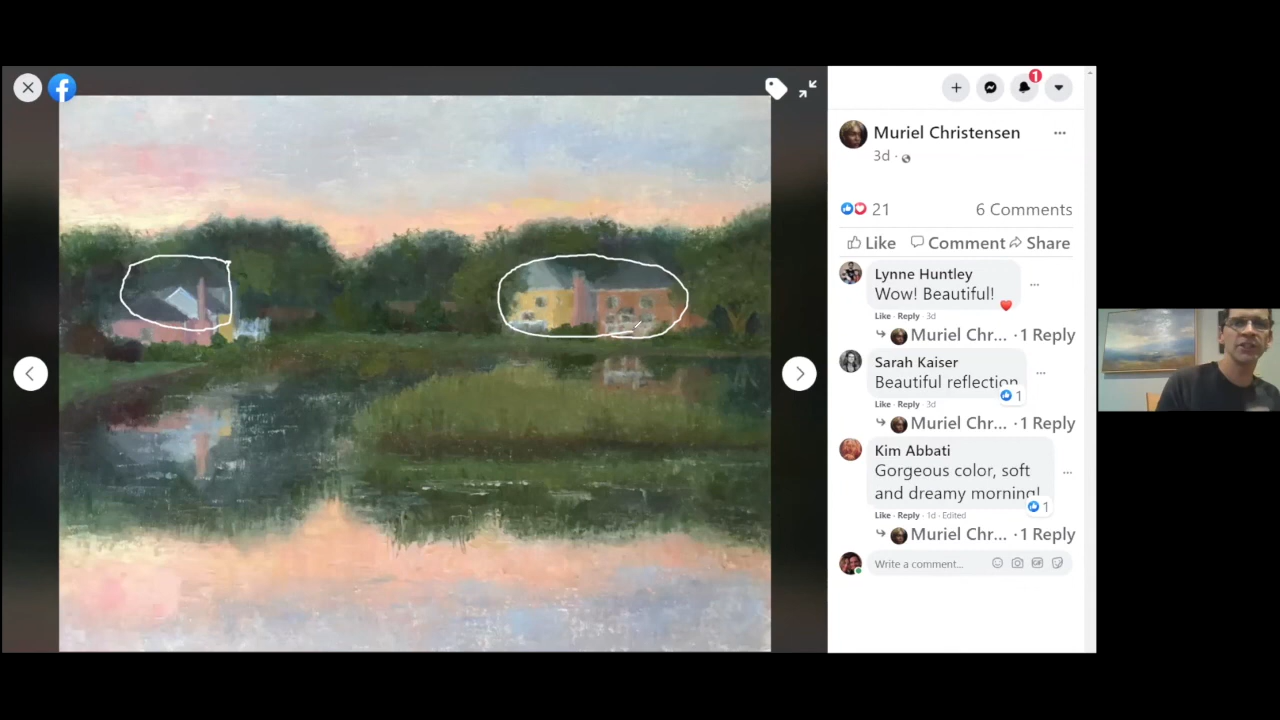 1
Muriel Christensen
3d ·
21
6 Comments
Like
Comment
Share
Lynne Huntley
Wow! Beautiful!
Like · Reply · 3d
Muriel Chr... · 1 Reply
Sarah Kaiser
Beautiful reflection
1
Like · Reply · 3d
Muriel Chr... · 1 Reply
Kim Abbati
Gorgeous color, soft
and dreamy morning!
1
Like · Reply · 1d · Edited
Muriel Chr... · 1 Reply
Write a comment...